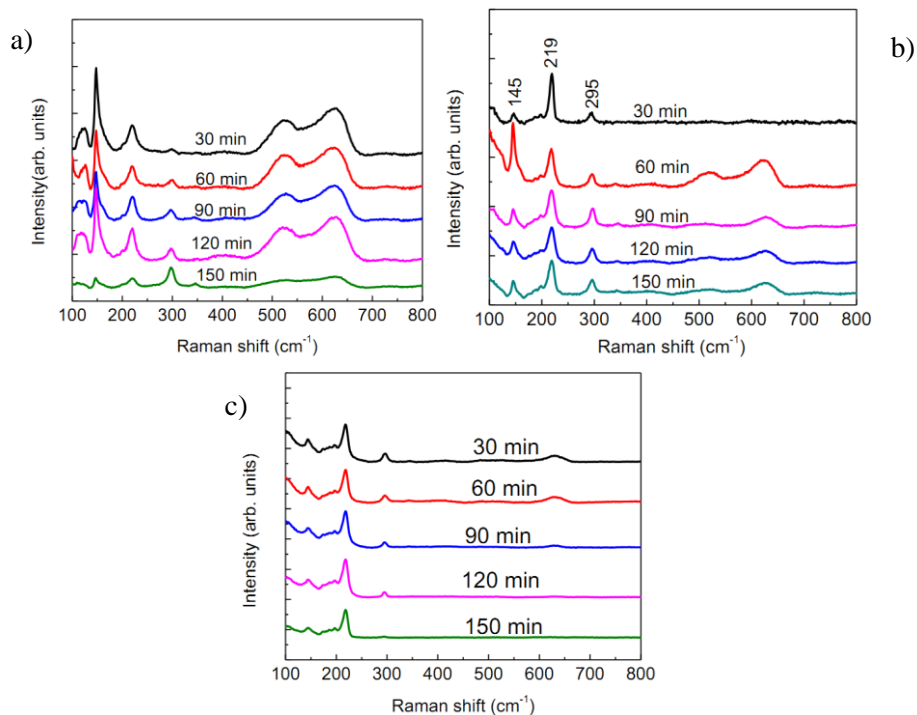 a)
30 min
60 min
90 min
120 min
150 min
100 200 300 400 500 600 700 800
Raman shift (cm⁻¹)
Intensity(arb. units)
b)
145
219
295
30 min
60 min
90 min
120 min
150 min
100 200 300 400 500 600 700 800
Raman shift (cm⁻¹)
Intensity (arb. units)
c)
30 min
60 min
90 min
120 min
150 min
100 200 300 400 500 600 700 800
Raman shift (cm⁻¹)
Intensity (arb. units)